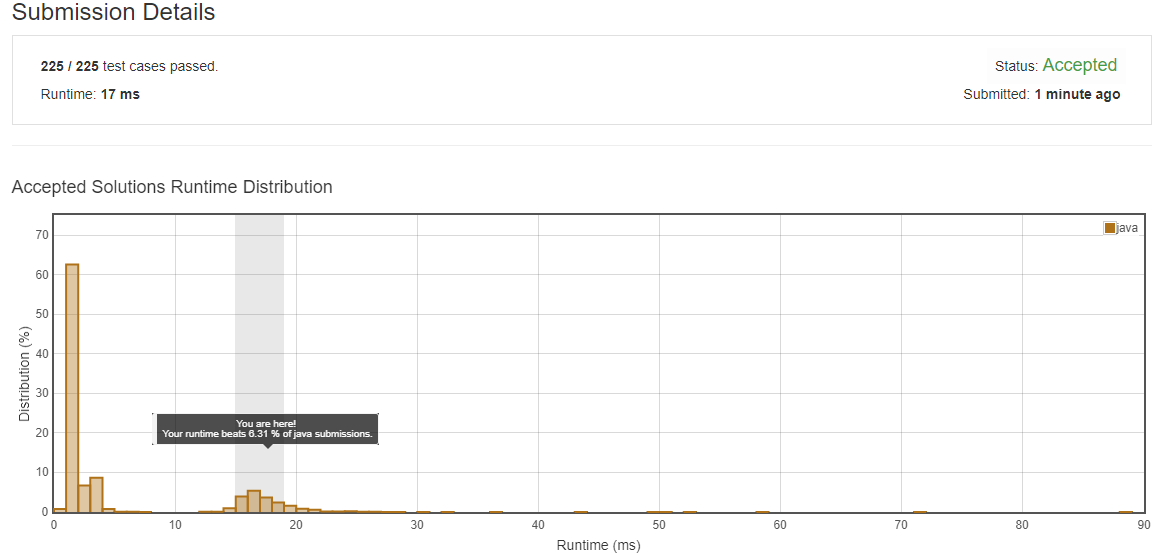 Submission Details
225 / 225 test cases passed.
Status: Accepted
Runtime: 17 ms
Submitted: 1 minute ago
Accepted Solutions Runtime Distribution
java
70
60
50
40
30
20
10
0
Distribution (%)
You are here!
Your runtime beats 6.31 % of java submissions.
0 10 20 30 40 50 60 70 80 90
Runtime (ms)